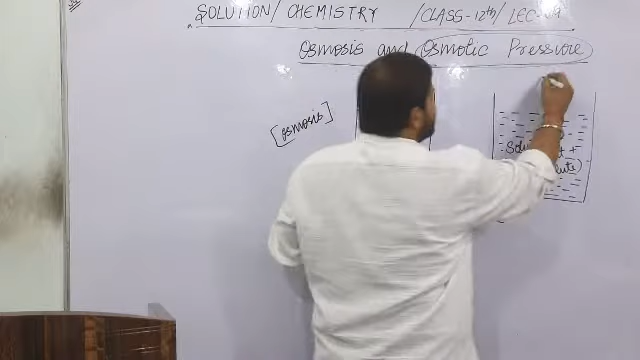 SOLUTION/ CHEMISTRY /CLASS-12th/ LEC-
Osmosis and Osmotic Pressure
[osmosis]
+